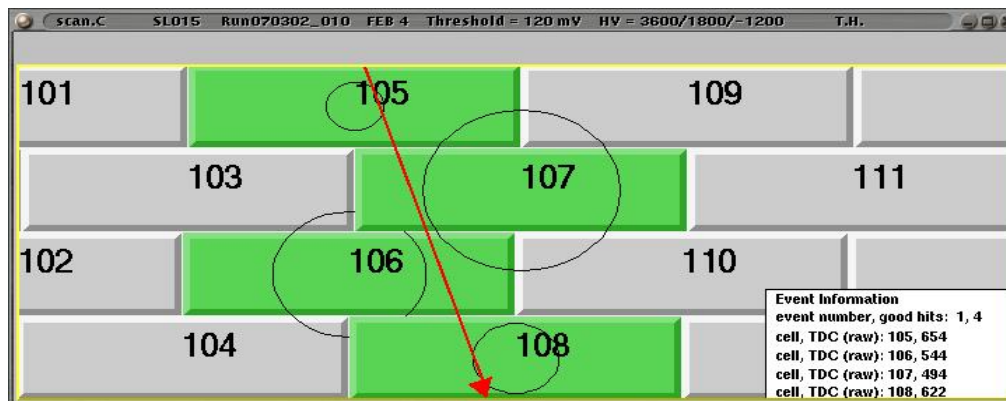 scan.C SL015 Run070302_010 FEB 4 Threshold = 120 mV HV = 3600/1800/-1200 T.H.
101 105 109
103 107 111
102 106 110
104 108
Event Information
event number, good hits: 1, 4
cell, TDC (raw): 105, 654
cell, TDC (raw): 106, 544
cell, TDC (raw): 107, 494
cell, TDC (raw): 108, 622